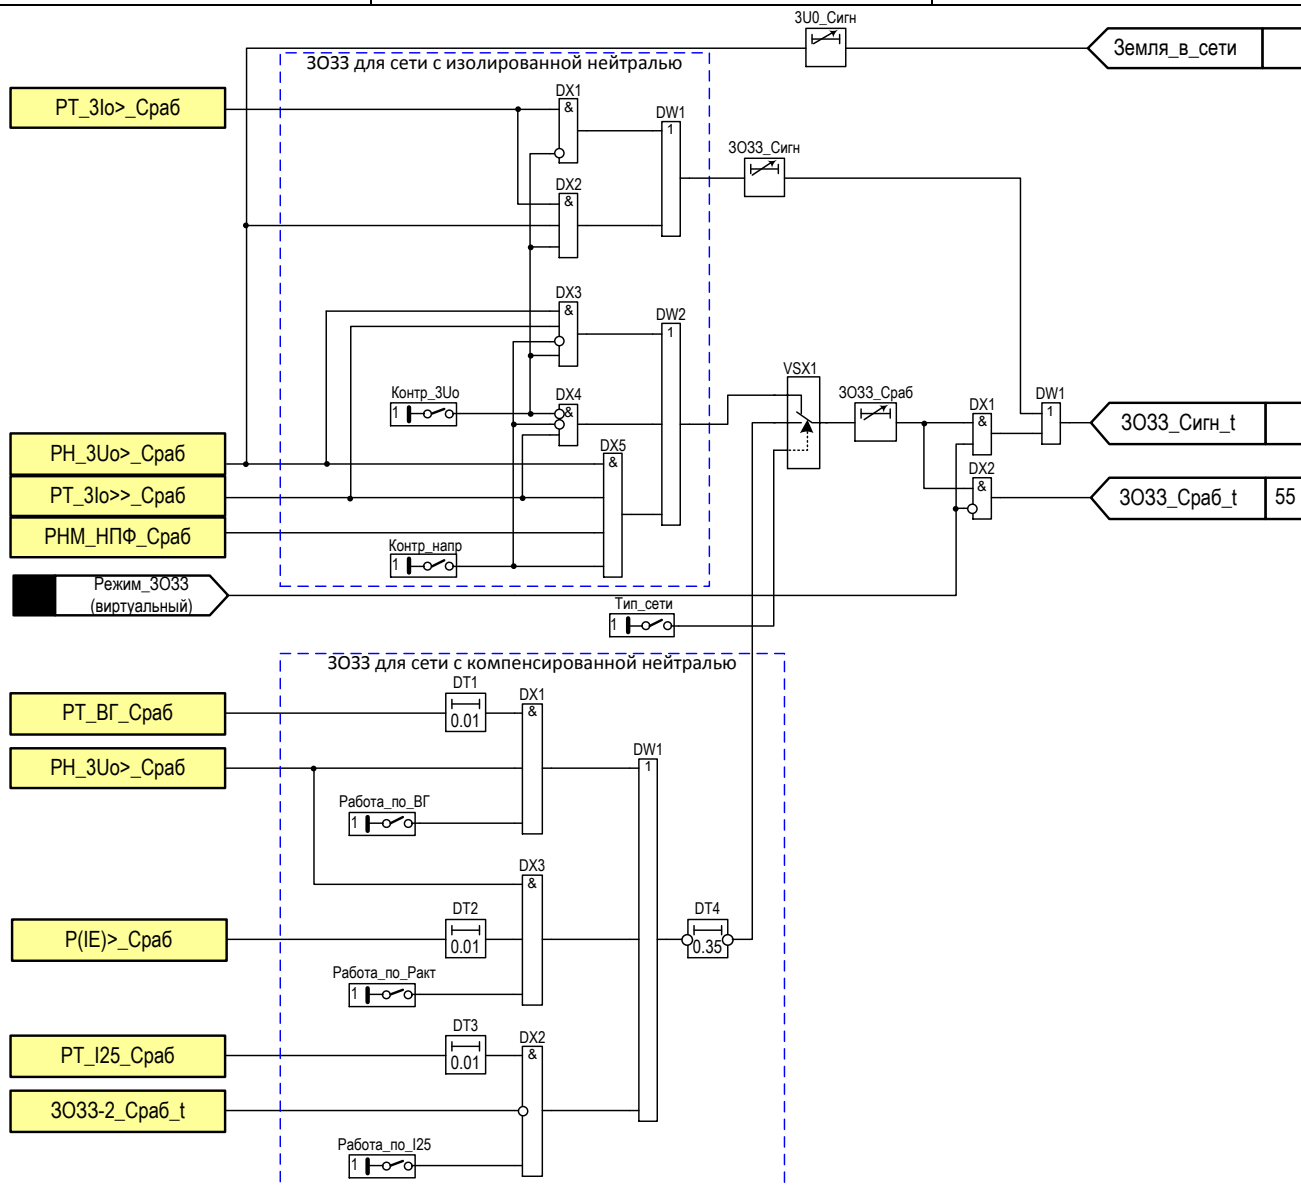 3U0_Сигн
Земля_в_сети
ЗОЗЗ для сети с изолированной нейтралью
РТ_3Io>_Сраб
DX1
&
DW1
1
ЗОЗЗ_Сигн
DX2
&
DX3
&
DW2
1
Контр_3Uo
1
DX4
&
VSX1
ЗОЗЗ_Сраб
DX1
&
DW1
1
ЗОЗЗ_Сигн_t
РН_3Uo>_Сраб
DX5
&
DX2
&
РТ_3Io>>_Сраб
ЗОЗЗ_Сраб_t
55
РНМ_НПФ_Сраб
Контр_напр
1
Режим_ЗОЗЗ
(виртуальный)
Тип_сети
1
ЗОЗЗ для сети с компенсированной нейтралью
РТ_ВГ_Сраб
DT1
0.01
DX1
&
РН_3Uo>_Сраб
DW1
1
Работа_по_ВГ
1
DX3
&
P(IE)>_Сраб
DT2
0.01
DT4
0.35
Работа_по_Ракт
1
РТ_I25_Сраб
DT3
0.01
DX2
&
ЗОЗЗ-2_Сраб_t
Работа_по_I25
1